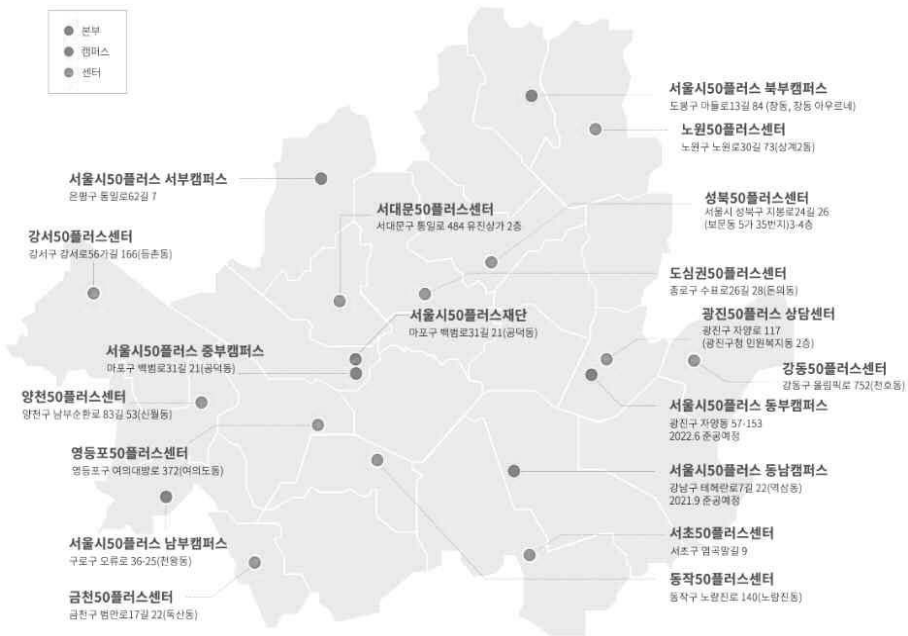 본부
캠퍼스
센터
서울시50플러스 북부캠퍼스
도봉구 마들로13길 84 (창동, 창동 아우르네)
노원50플러스센터
노원구 노원로30길 73(상계2동)
서울시50플러스 서부캠퍼스
은평구 통일로62길 7
서대문50플러스센터
서대문구 통일로 484 유진상가 2층
성북50플러스센터
서울시 성북구 지봉로24길 26
(보문동 5가 35번지)3-4층
강서50플러스센터
강서구 강서로56가길 166(등촌동)
도심권50플러스센터
종로구 수표로26길 28(돈의동)
서울시50플러스재단
마포구 백범로31길 21(공덕동)
광진50플러스 상담센터
광진구 자양로 117
(광진구청 민원복지동 2층)
서울시50플러스 중부캠퍼스
마포구 백범로31길 21(공덕동)
강동50플러스센터
강동구 올림픽로 752(천호동)
양천50플러스센터
양천구 남부순환로 83길 53(신월동)
서울시50플러스 동부캠퍼스
광진구 자양동 57-153
2022.6 준공예정
영등포50플러스센터
영등포구 여의대방로 372(여의도동)
서울시50플러스 동남캠퍼스
강남구 테헤란로7길 22(역삼동)
2021.9 준공예정
서울시50플러스 남부캠퍼스
구로구 오류로 36-25(천왕동)
서초50플러스센터
서초구 염곡말길 9
금천50플러스센터
금천구 범안로17길 22(독산동)
동작50플러스센터
동작구 노량진로 140(노량진동)